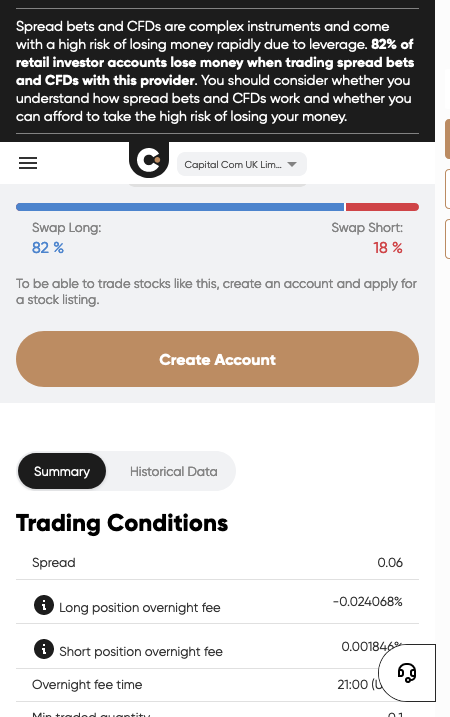 Spread bets and CFDs are complex instruments and come
with a high risk of losing money rapidly due to leverage. 82% of
retail investor accounts lose money when trading spread bets
and CFDs with this provider. You should consider whether you
understand how spread bets and CFDs work and whether you
can afford to take the high risk of losing your money.
Capital Com UK Lim...
Swap Long: Swap Short:
82 % 18 %
To be able to trade stocks like this, create an account and apply for
a stock listing.
Create Account
Summary Historical Data
Trading Conditions
Spread 0.06
Long position overnight fee -0.024068%
Short position overnight fee 0.001846%
Overnight fee time 21:00 (U
Min traded quantity 0.1